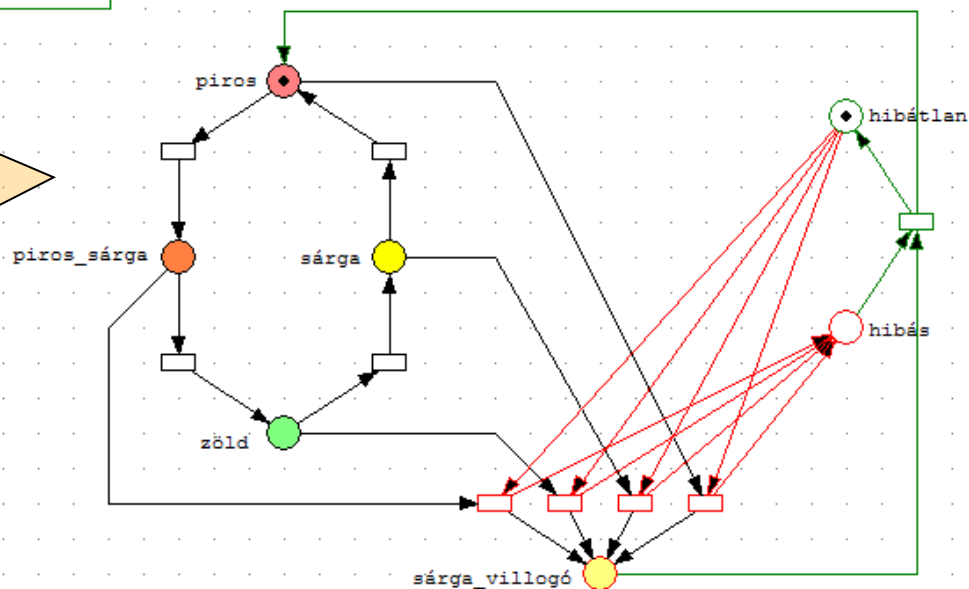 piros
hibátlan
piros_sárga
sárga
hibás
zöld
sárga_villogó